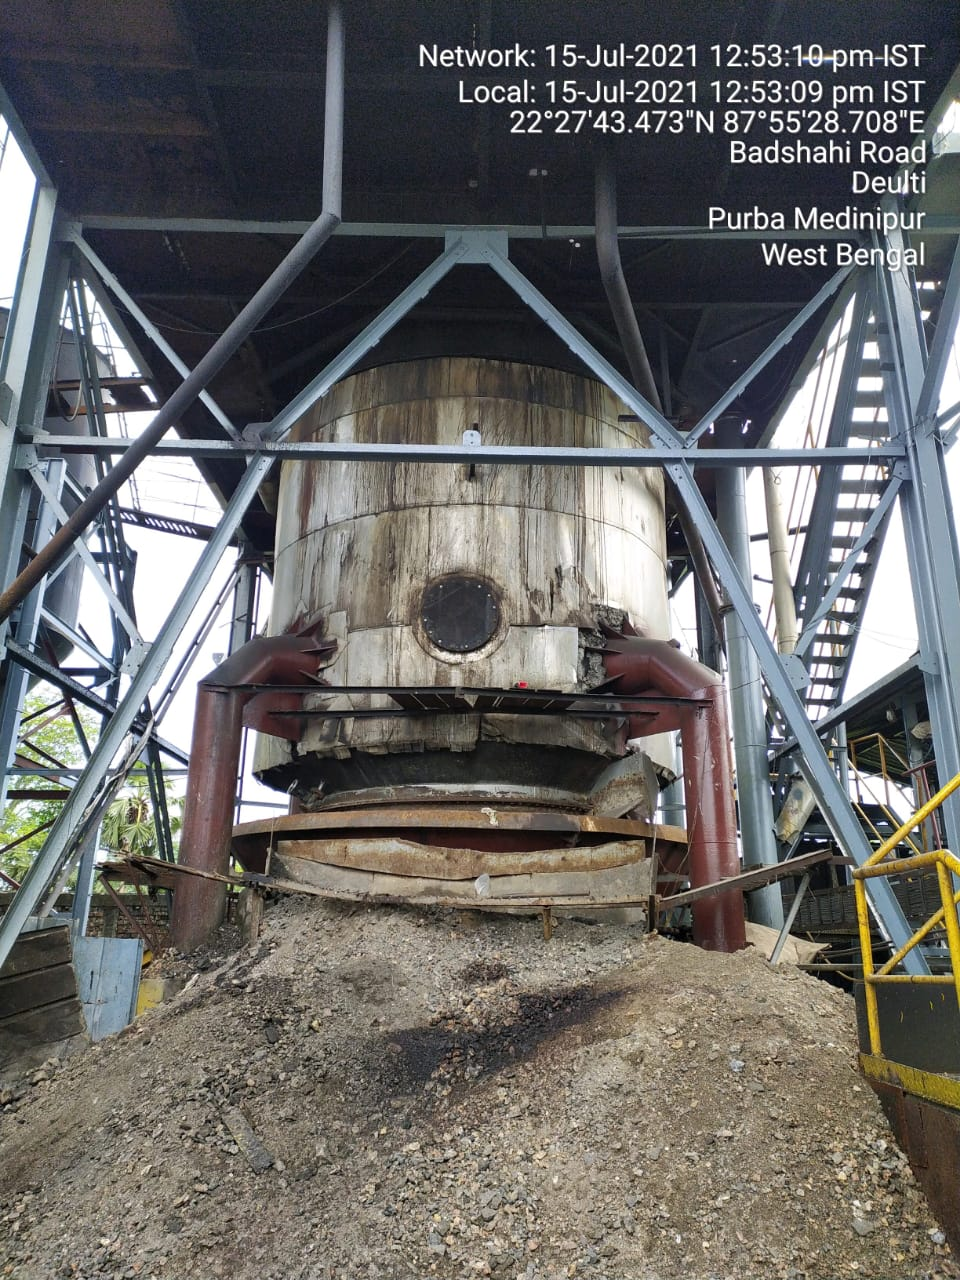 Network: 15-Jul-2021 12:53:10 pm IST
Local: 15-Jul-2021 12:53:09 pm IST
22°27'43.473"N 87°55'28.708"E
Badshahi Road
Deulti
Purba Medinipur
West Bengal